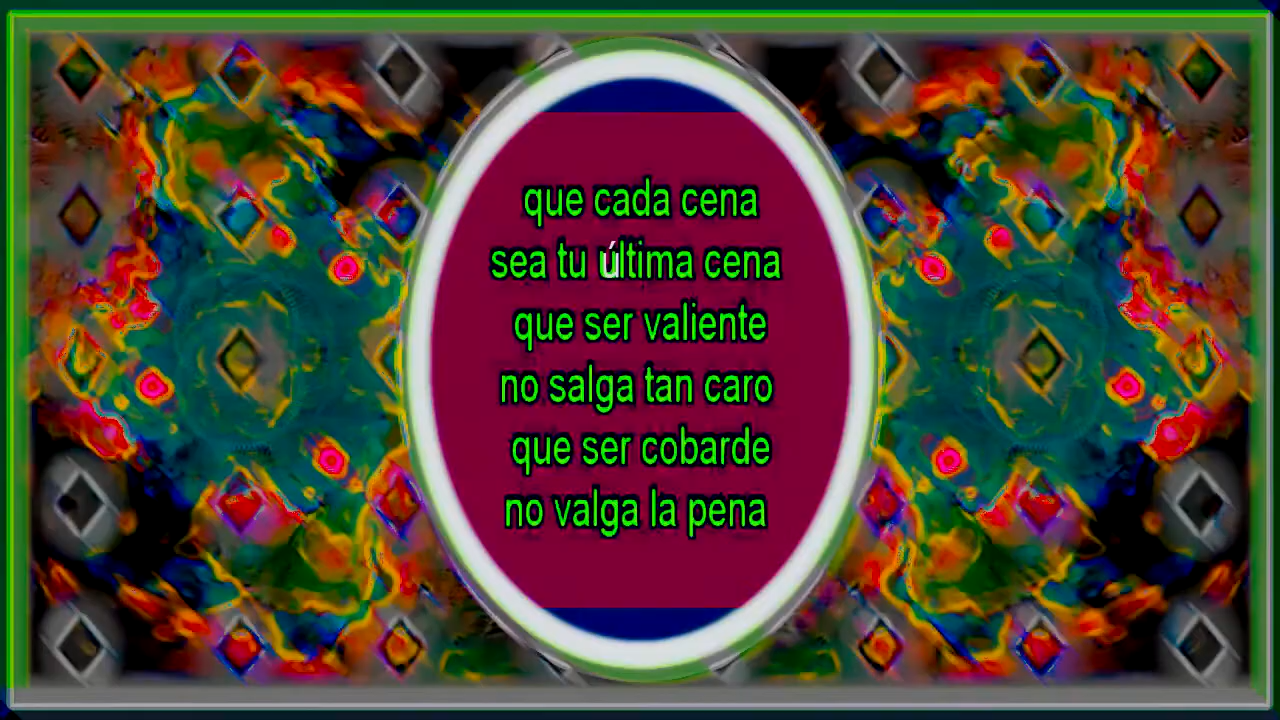 que cada cena
sea tu última cena
que ser valiente
no salga tan caro
que ser cobarde
no valga la pena